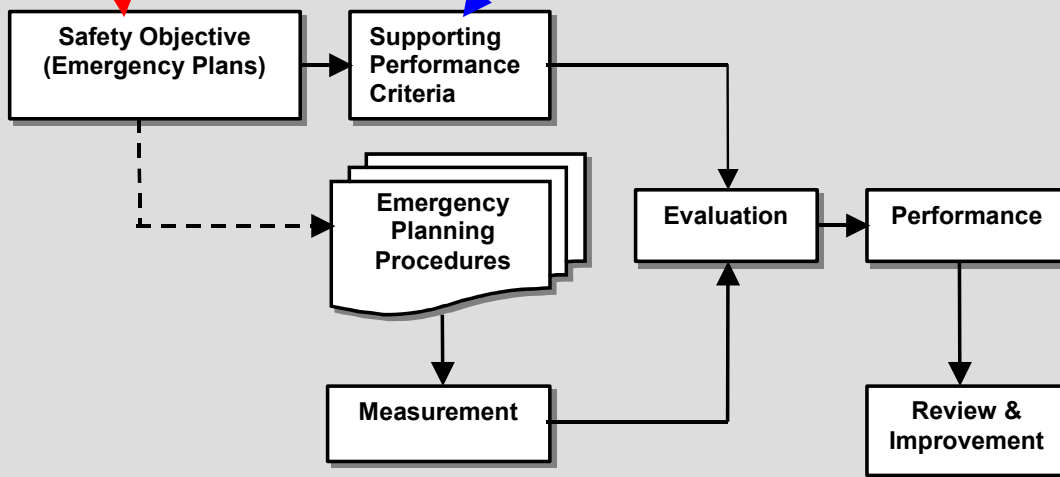 Safety Objective
(Emergency Plans)
Supporting
Performance
Criteria
Emergency
Planning
Procedures
Evaluation
Performance
Measurement
Review &
Improvement